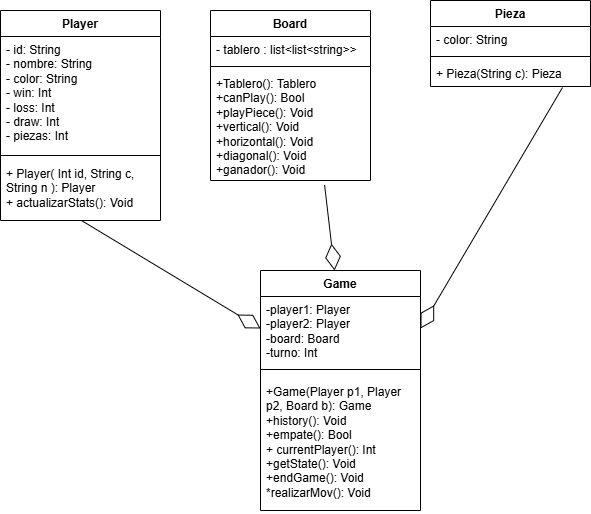 Player
- id: String
- nombre: String
- color: String
- win: Int
- loss: Int
- draw: Int
- piezas: Int
+ Player( Int id, String c,
String n ): Player
+ actualizarStats(): Void
Board
- tablero : list<list<string>>
+Tablero(): Tablero
+canPlay(): Bool
+playPiece(): Void
+vertical(): Void
+horizontal(): Void
+diagonal(): Void
+ganador(): Void
Pieza
- color: String
+ Pieza(String c): Pieza
Game
-player1: Player
-player2: Player
-board: Board
-turno: Int
+Game(Player p1, Player
p2, Board b): Game
+history(): Void
+empate(): Bool
+ currentPlayer(): Int
+getState(): Void
+endGame(): Void
*realizarMov(): Void